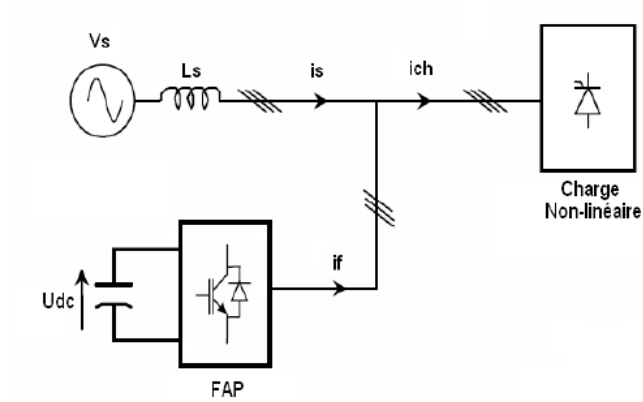 Vs
Ls
is
ich
Charge
Non-linéaire
if
Udc
FAP